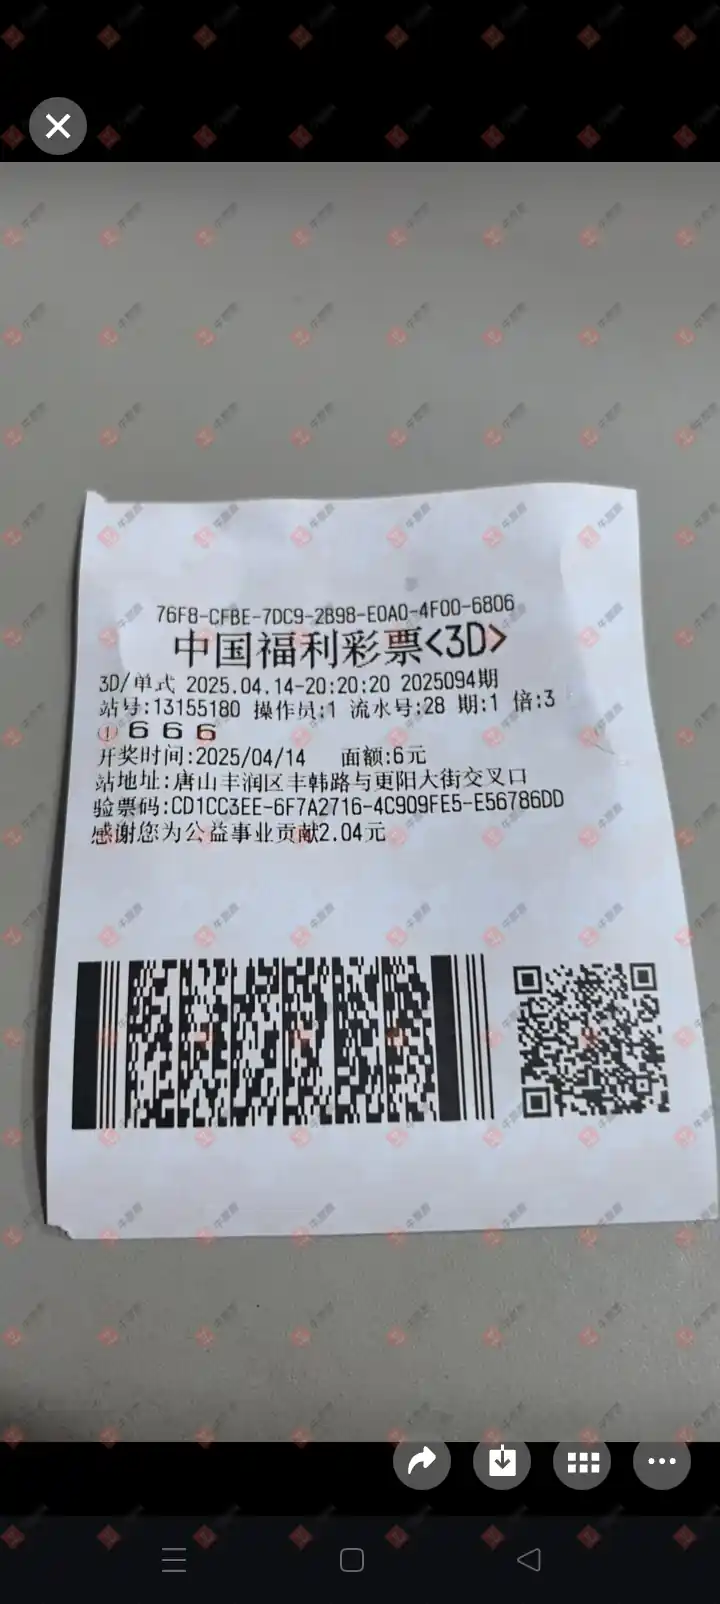 76F8-CFBE-7DC9-2B98-E0A0-4F00-6806
中国福利彩票<3D>
3D/单式 2025.04.14-20:20:20 2025094期
站号:13155180 操作员:1 流水号:28 期:1 倍:3
① 6 6 6
开奖时间:2025/04/14 面额:6元
站地址:唐山丰润区丰韩路与更阳大街交叉口
验票码:CD1CC3EE-6F7A2716-4C909FE5-E56786DD
感谢您为公益事业贡献2.04元